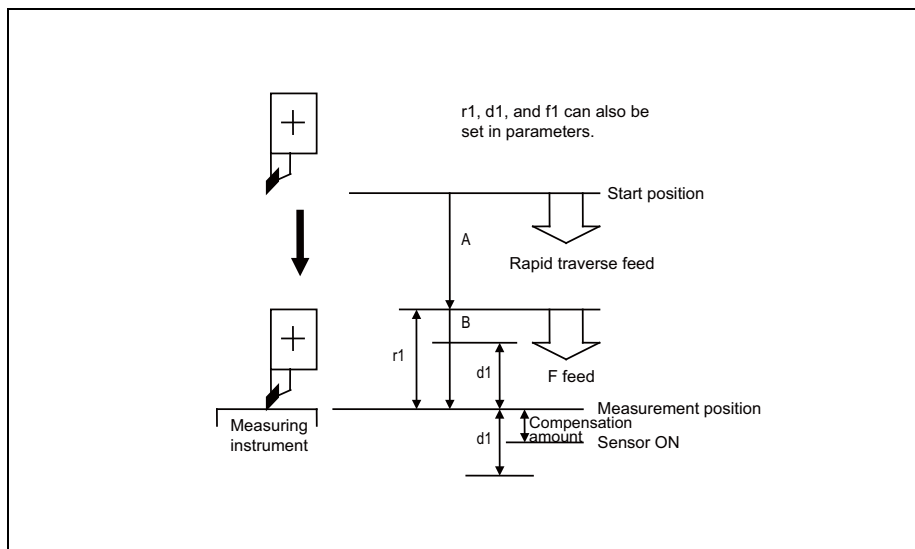 r1, d1, and f1 can also be
set in parameters.
Start position
A
Rapid traverse feed
B
r1
d1
F feed
Measurement position
Measuring
instrument
Compensation
amount
d1
Sensor ON